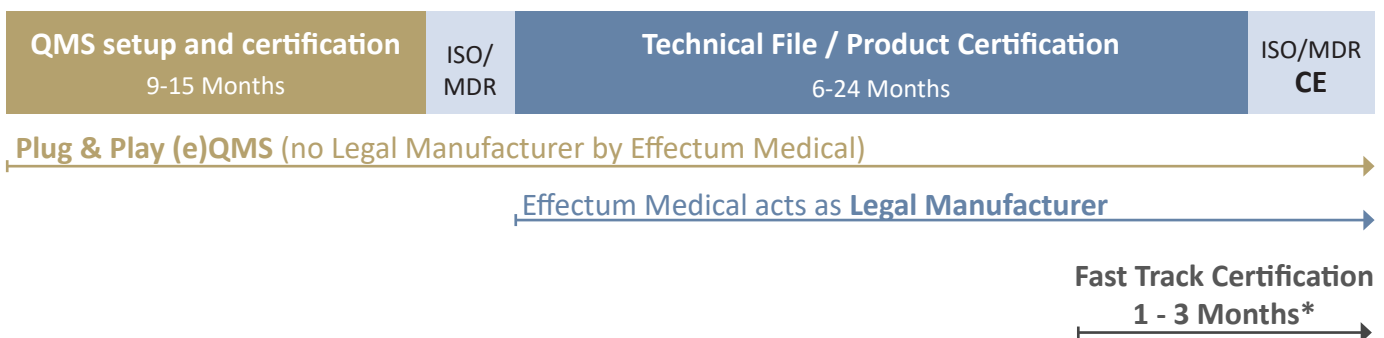 QMS setup and certification
9-15 Months
ISO/
MDR
Technical File / Product Certification
6-24 Months
ISO/MDR
CE
Plug & Play (e)QMS (no Legal Manufacturer by Effectum Medical)
Effectum Medical acts as Legal Manufacturer
Fast Track Certification
1 - 3 Months*